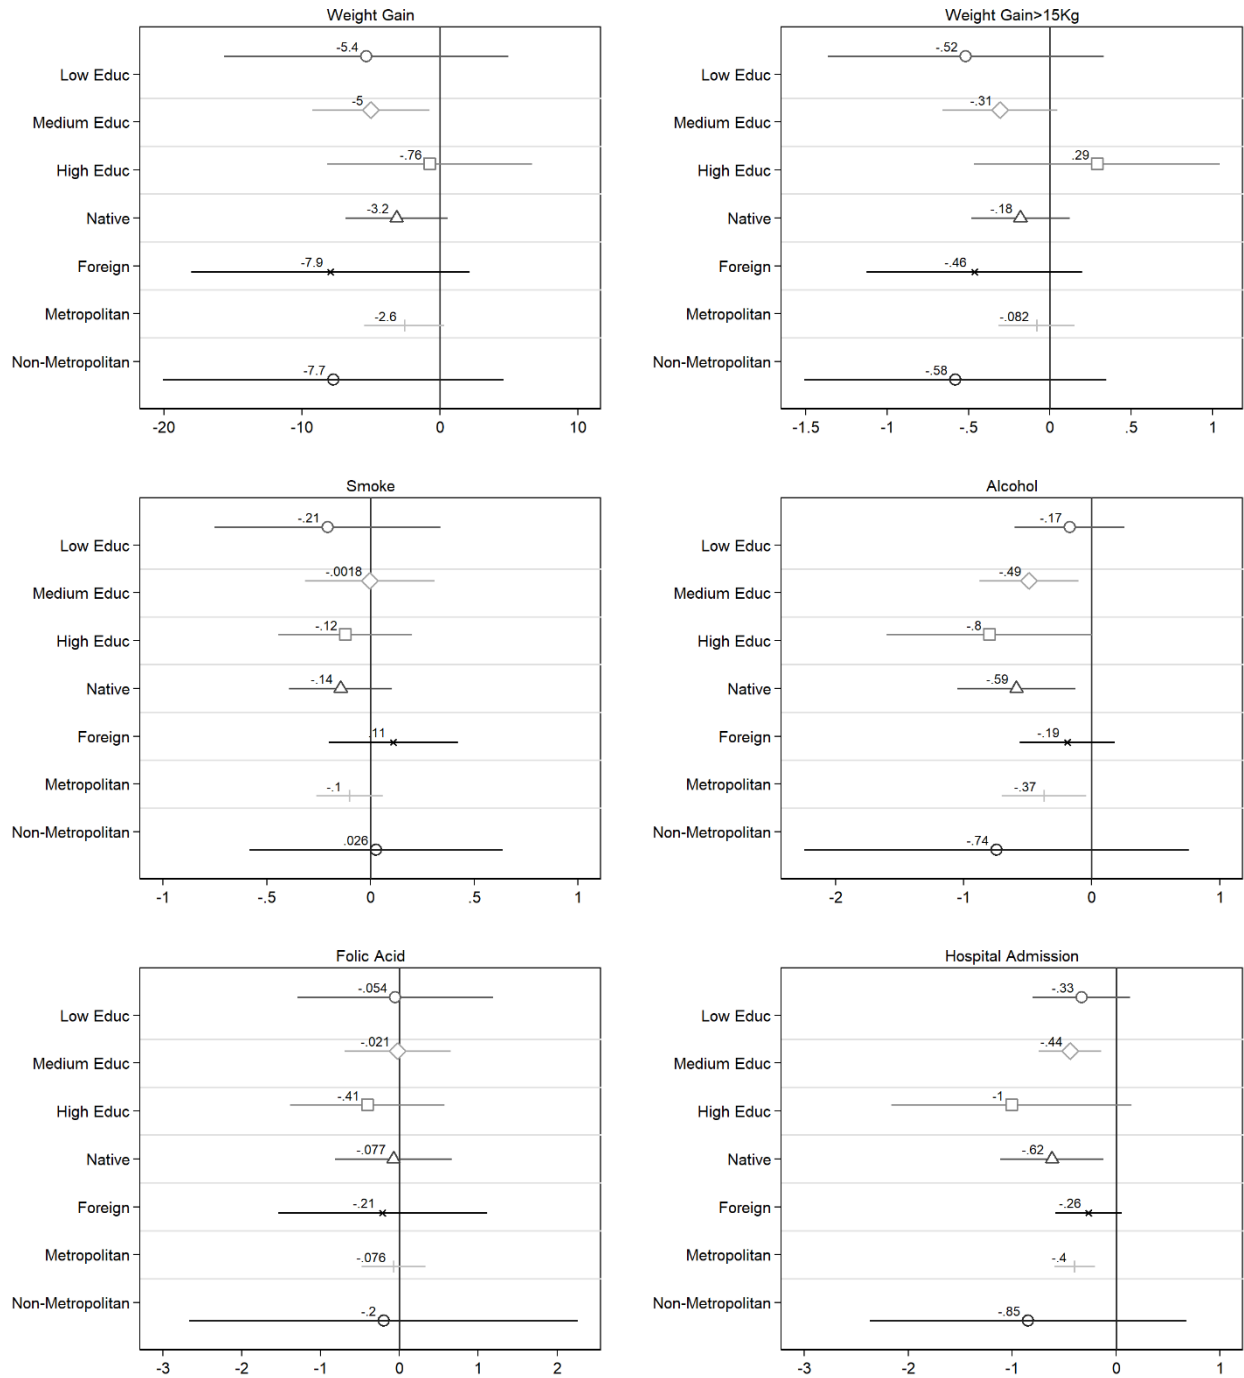 Weight Gain
-5.4
Low Educ
-5
Medium Educ
-.76
High Educ
-3.2
Native
-7.9
Foreign
-2.6
Metropolitan
-7.7
Non-Metropolitan
-20 -10 0 10
Weight Gain>15Kg
-.52
Low Educ
-.31
Medium Educ
.29
High Educ
-.18
Native
-.46
Foreign
-.082
Metropolitan
-.58
Non-Metropolitan
-1.5 -1 -.5 0 .5 1
Smoke
-.21
Low Educ
-.0018
Medium Educ
-.12
High Educ
-.14
Native
.11
Foreign
-.1
Metropolitan
.026
Non-Metropolitan
-1 -.5 0 .5 1
Alcohol
-.17
Low Educ
-.49
Medium Educ
-.8
High Educ
-.59
Native
-.19
Foreign
-.37
Metropolitan
-.74
Non-Metropolitan
-2 -1 0 1
Folic Acid
-.054
Low Educ
-.021
Medium Educ
-.41
High Educ
-.077
Native
-.21
Foreign
-.076
Metropolitan
-.2
Non-Metropolitan
-3 -2 -1 0 1 2
Hospital Admission
-.33
Low Educ
-.44
Medium Educ
-1
High Educ
-.62
Native
-.26
Foreign
-.4
Metropolitan
-.85
Non-Metropolitan
-3 -2 -1 0 1